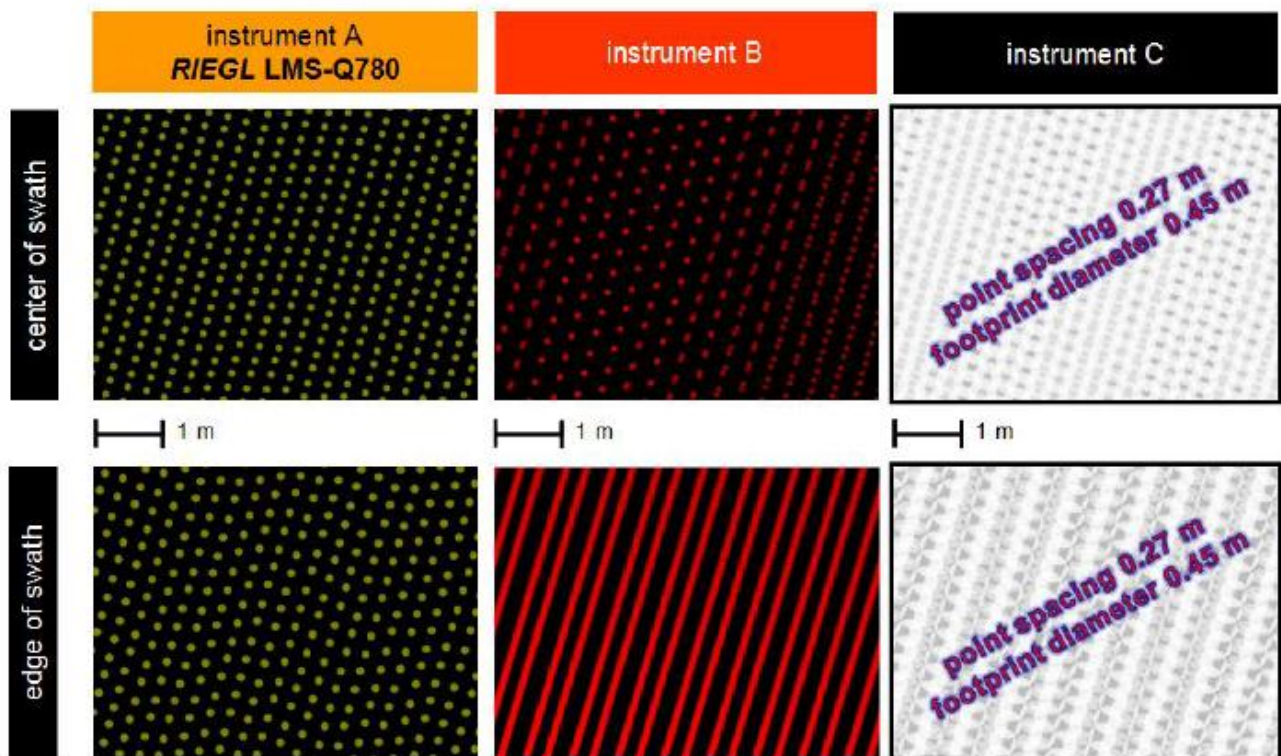 instrument A
RIEGL LMS-Q780
instrument B
instrument C
center of swath
point spacing 0.27 m
footprint diameter 0.45 m
1 m
1 m
1 m
edge of swath
point spacing 0.27 m
footprint diameter 0.45 m